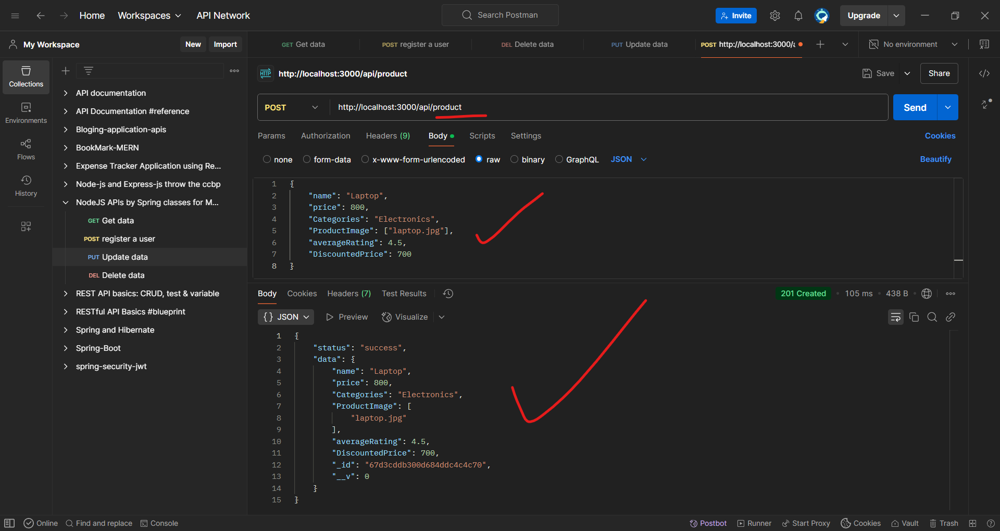 Home Workspaces API Network Search Postman Invite Upgrade
My Workspace New Import GET Get data POST register a user DEL Delete data PUT Update data POST http://localhost:3000/a No environment
Collections
Environments
Flows
History
API documentation
API Documentation #reference
Bloging-application-apis
BookMark-MERN
Expense Tracker Application using Re...
Node-js and Express-js throw the ccbp
NodeJS APIs by Spring classes for M...
GET Get data
POST register a user
PUT Update data
DEL Delete data
REST API basics: CRUD, test & variable
RESTful API Basics #blueprint
Spring and Hibernate
Spring-Boot
spring-security-jwt
HTTP http://localhost:3000/api/product Save Share
POST http://localhost:3000/api/product Send
Params Authorization Headers (9) Body Scripts Settings Cookies
none form-data x-www-form-urlencoded raw binary GraphQL JSON Beautify
1 {
2 "name": "Laptop",
3 "price": 800,
4 "Categories": "Electronics",
5 "ProductImage": ["laptop.jpg"],
6 "averageRating": 4.5,
7 "DiscountedPrice": 700
8 }
Body Cookies Headers (7) Test Results 201 Created 105 ms 438 B
{} JSON Preview Visualize
1 {
2 "status": "success",
3 "data": {
4 "name": "Laptop",
5 "price": 800,
6 "Categories": "Electronics",
7 "ProductImage": [
8 "laptop.jpg"
9 ],
10 "averageRating": 4.5,
11 "DiscountedPrice": 700,
12 "_id": "67d3cddb300d684ddc4c4c70",
13 "__v": 0
14 }
15 }
Online Find and replace Console Postbot Runner Start Proxy Cookies Vault Trash